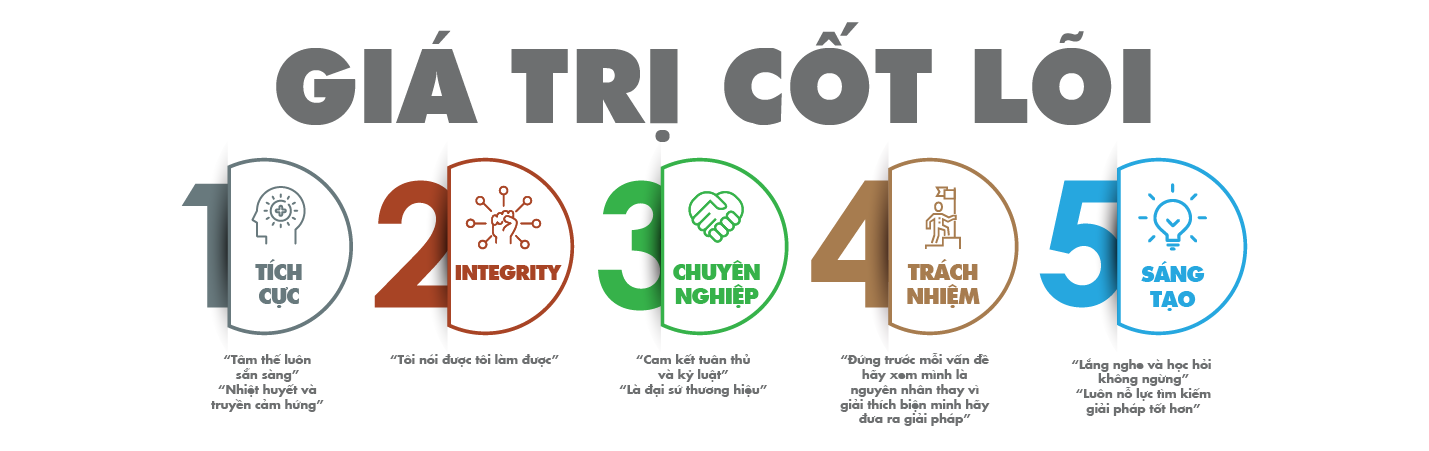 GIÁ TRỊ CỐT LÕI
1
TÍCH
CỰC
“Tâm thế luôn
sẵn sàng”
“Nhiệt huyết và
truyền cảm hứng”
2
INTEGRITY
“Tôi nói được tôi làm được”
3
CHUYÊN
NGHIỆP
“Cam kết tuân thủ
và kỷ luật”
“Là đại sứ thương hiệu”
4
TRÁCH
NHIỆM
“Đứng trước mỗi vấn đề
hãy xem mình là
nguyên nhân thay vì
giải thích biện minh hãy
đưa ra giải pháp”
5
SÁNG
TẠO
“Lắng nghe và học hỏi
không ngừng”
“Luôn nỗ lực tìm kiếm
giải pháp tốt hơn”